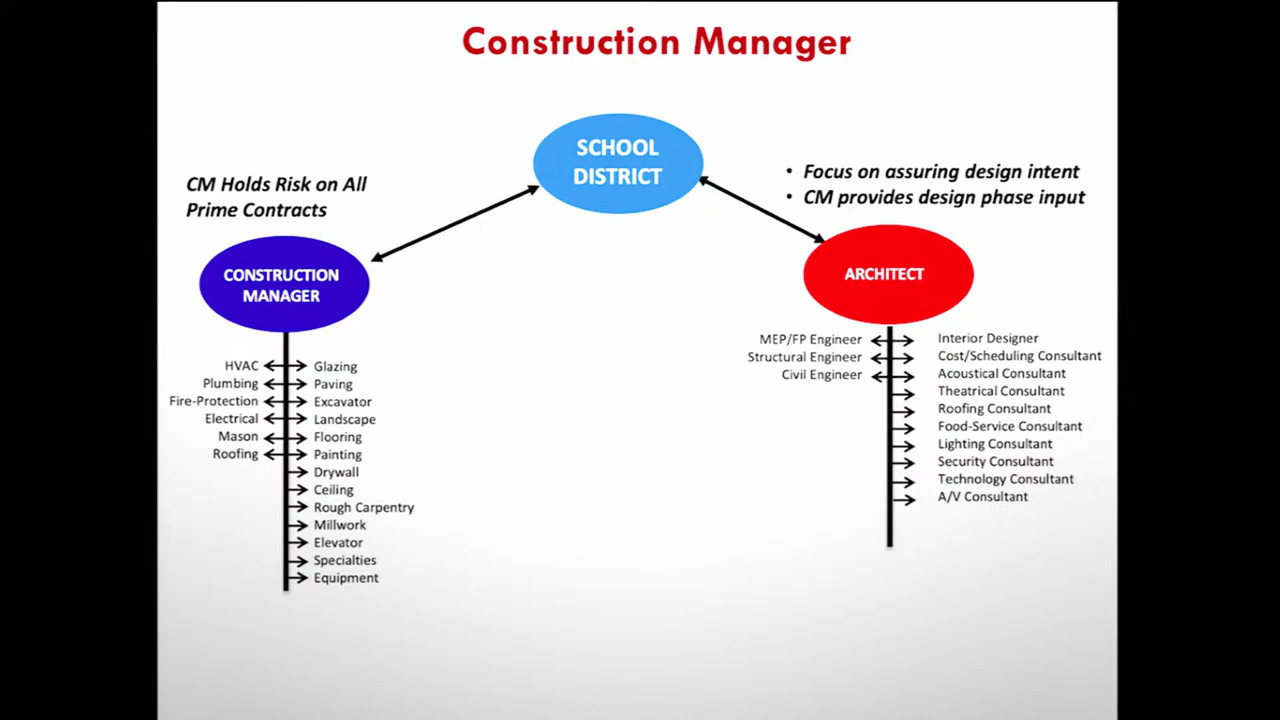 Construction Manager
SCHOOL
DISTRICT
CM Holds Risk on All
Prime Contracts
• Focus on assuring design intent
• CM provides design phase input
CONSTRUCTION
MANAGER
ARCHITECT
HVAC
Plumbing
Fire-Protection
Electrical
Mason
Roofing
Glazing
Paving
Excavator
Landscape
Flooring
Painting
Drywall
Ceiling
Rough Carpentry
Millwork
Elevator
Specialties
Equipment
MEP/FP Engineer
Structural Engineer
Civil Engineer
Interior Designer
Cost/Scheduling Consultant
Acoustical Consultant
Theatrical Consultant
Roofing Consultant
Food-Service Consultant
Lighting Consultant
Security Consultant
Technology Consultant
A/V Consultant